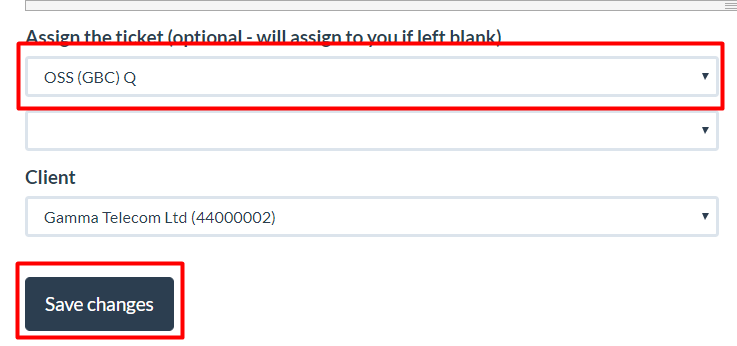 Assign the ticket (optional - will assign to you if left blank)
OSS (GBC) Q
Client
Gamma Telecom Ltd (44000002)
Save changes